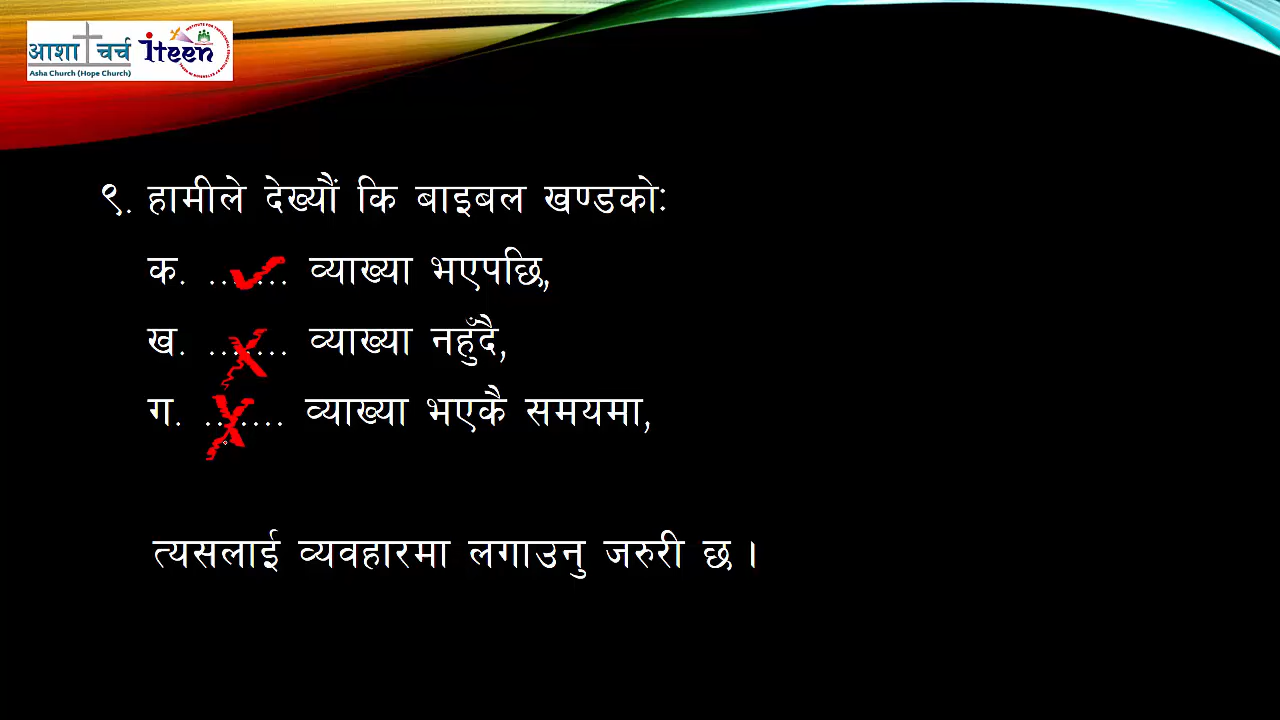 आशा चर्च iteen
Asha Church (Hope Church)
९. हामीले देख्यौं कि बाइबल खण्डकोः
क. ....... व्याख्या भएपछि,
ख. ....... व्याख्या नहुँदै,
ग. ....... व्याख्या भएकै समयमा,
त्यसलाई व्यवहारमा लगाउनु जरुरी छ ।